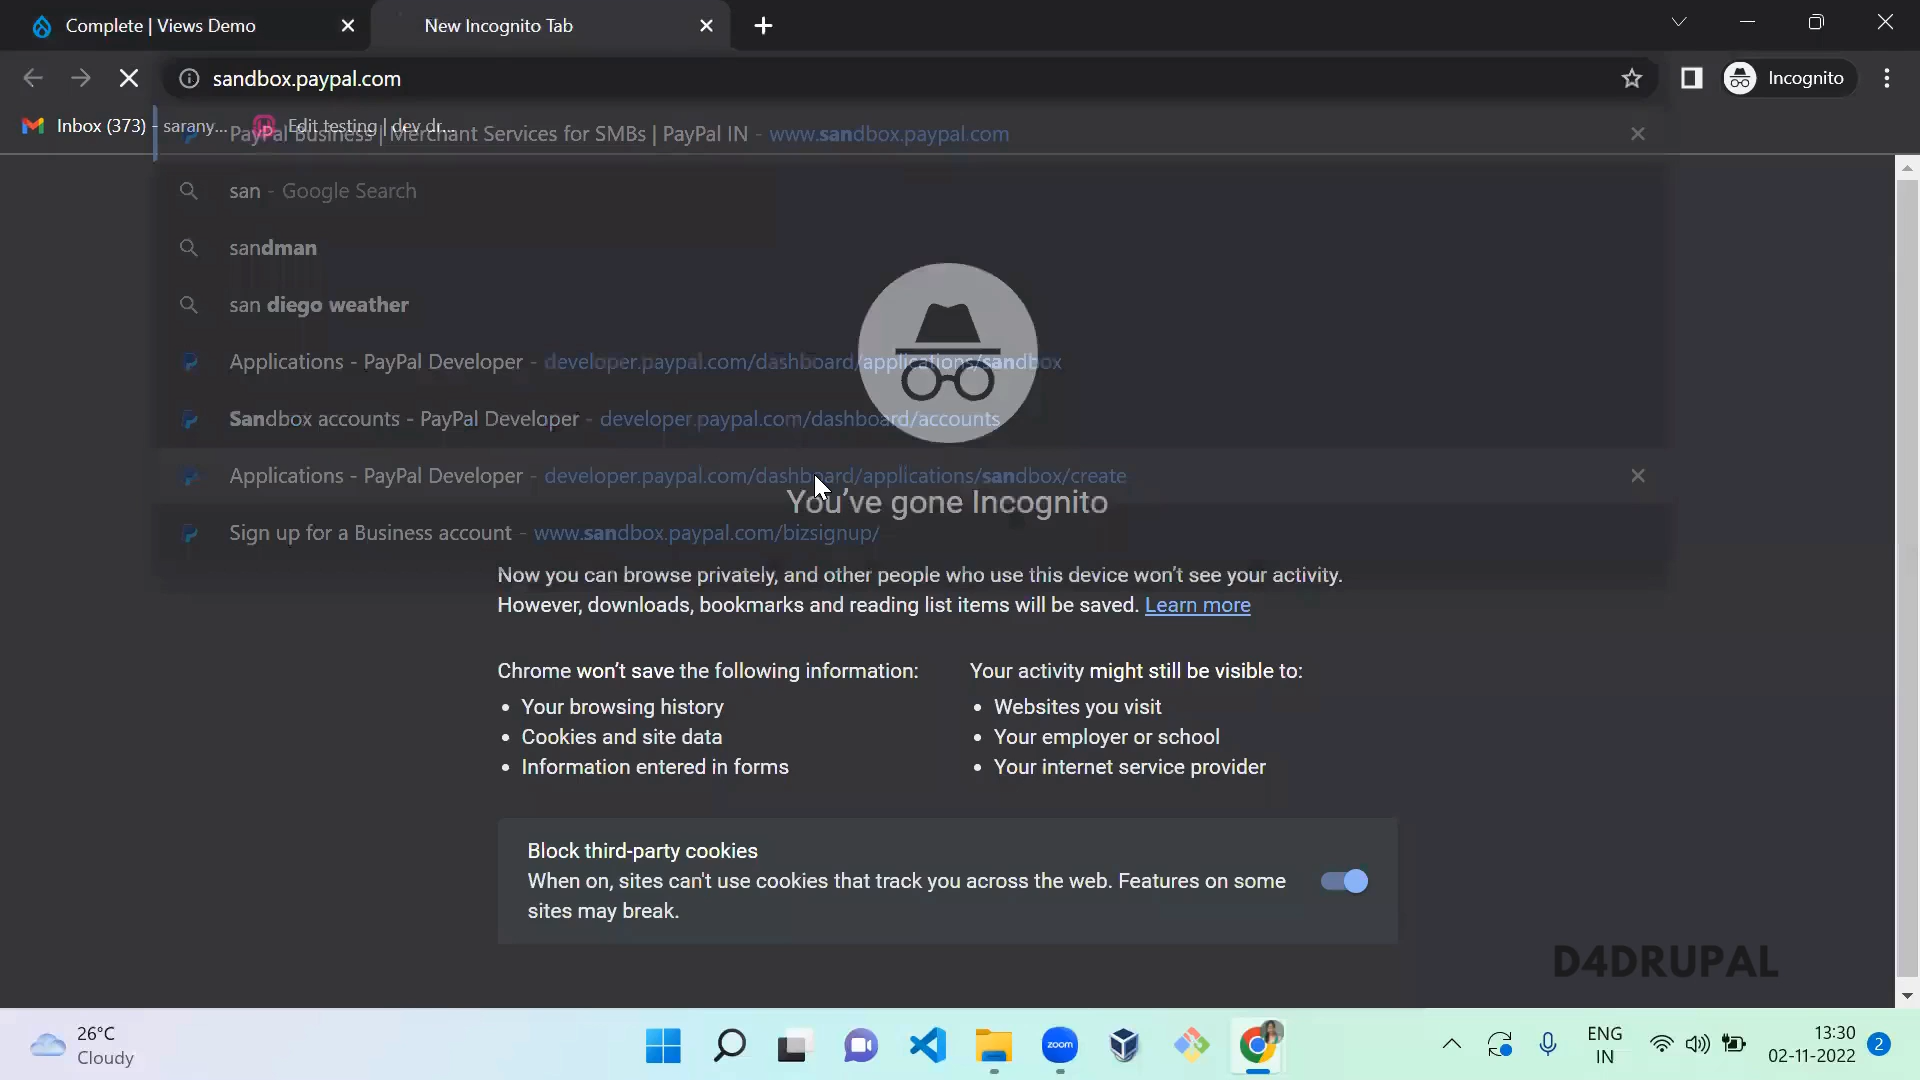 Complete | Views Demo
New Incognito Tab
sandbox.paypal.com
Incognito
Inbox (373) - sarany...
Edit testing | dev dr...
PayPal Business | Merchant Services for SMBs | PayPal IN - www.sandbox.paypal.com
san - Google Search
sandman
san diego weather
Applications - PayPal Developer - developer.paypal.com/dashboard/applications/sandbox
Sandbox accounts - PayPal Developer - developer.paypal.com/dashboard/accounts
Applications - PayPal Developer - developer.paypal.com/dashboard/applications/sandbox/create
You've gone Incognito
Sign up for a Business account - www.sandbox.paypal.com/bizsignup/
Now you can browse privately, and other people who use this device won't see your activity.
However, downloads, bookmarks and reading list items will be saved. Learn more
Chrome won't save the following information:
• Your browsing history
• Cookies and site data
• Information entered in forms
Your activity might still be visible to:
• Websites you visit
• Your employer or school
• Your internet service provider
Block third-party cookies
When on, sites can't use cookies that track you across the web. Features on some
sites may break.
D4DRUPAL
26°C
Cloudy
zoom
ENG
IN
13:30
02-11-2022
2